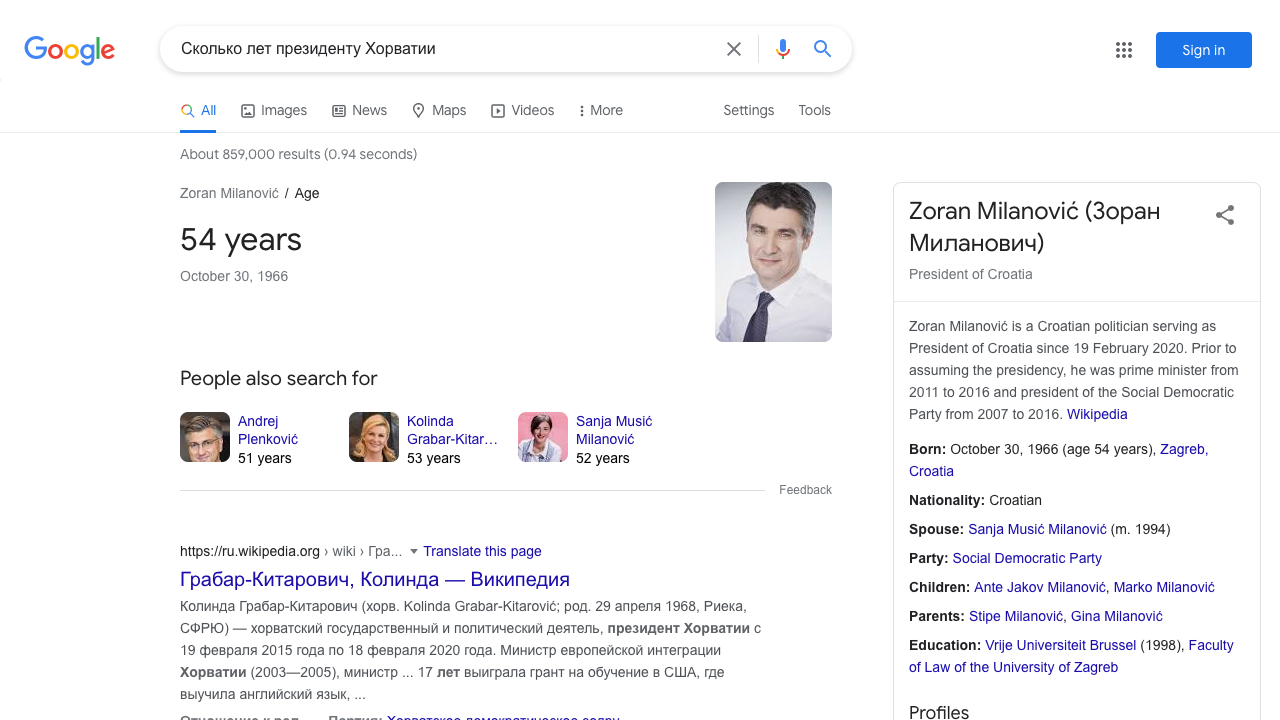 Google
Сколько лет президенту Хорватии
Sign in
All
Images
News
Maps
Videos
More
Settings
Tools
About 859,000 results (0.94 seconds)
Zoran Milanović / Age
54 years
October 30, 1966
People also search for
Andrej
Plenković
51 years
Kolinda
Grabar-Kitar…
53 years
Sanja Musić
Milanović
52 years
Feedback
https://ru.wikipedia.org › wiki › Гра... Translate this page
Грабар-Китарович, Колинда — Википедия
Колинда Грабар-Китарович (хорв. Kolinda Grabar-Kitarović; род. 29 апреля 1968, Риека,
СФРЮ) — хорватский государственный и политический деятель, президент Хорватии с
19 февраля 2015 года по 18 февраля 2020 года. Министр европейской интеграции
Хорватии (2003—2005), министр ... 17 лет выиграла грант на обучение в США, где
выучила английский язык, ...
Zoran Milanović (Зоран
Миланович)
President of Croatia
Zoran Milanović is a Croatian politician serving as
President of Croatia since 19 February 2020. Prior to
assuming the presidency, he was prime minister from
2011 to 2016 and president of the Social Democratic
Party from 2007 to 2016. Wikipedia
Born: October 30, 1966 (age 54 years), Zagreb,
Croatia
Nationality: Croatian
Spouse: Sanja Musić Milanović (m. 1994)
Party: Social Democratic Party
Children: Ante Jakov Milanović, Marko Milanović
Parents: Stipe Milanović, Gina Milanović
Education: Vrije Universiteit Brussel (1998), Faculty
of Law of the University of Zagreb
Profiles